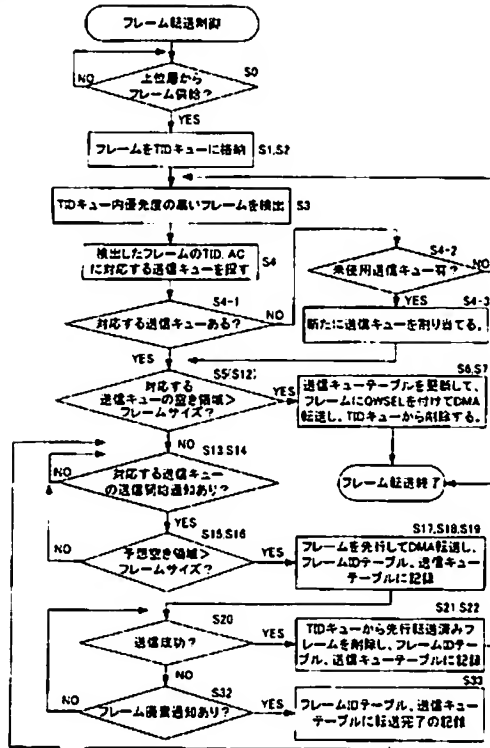 フレーム転送制御
上位層から
フレーム供給?
S0
NO
YES
フレームをTIDキューに格納
S1,S2
TIDキュー内優先度の高いフレームを検出
S3
検出したフレームのTID, AC
に対応する送信キューを探す
S4
S4-1
対応する送信キューある?
NO
YES
S4-2
未使用送信キュー有?
NO
YES
S4-3
新たに送信キューを割り当てる。
S5(S12)
対応する
送信キューの空き領域>
フレームサイズ?
YES
NO
S6,S7
送信キューテーブルを更新して、
フレームにQWSELを付けてDMA
転送し、TIDキューから削除する。
フレーム転送終了
S13,S14
対応する送信キュー
の送信開始通知あり?
NO
YES
S15,S16
予想空き領域>
フレームサイズ?
NO
YES
S17,S18,S19
フレームを先行してDMA転送し、
フレームIDテーブル、送信キュー
テーブルに記録
S20
送信成功?
YES
NO
S21,S22
TIDキューから先行転送済みフ
レームを削除し、フレームIDテ
ーブル、送信キューテーブルに記録
S32
フレーム廃棄通知あり?
NO
YES
S33
フレームIDテーブル、送信キュー
テーブルに転送完了の記録